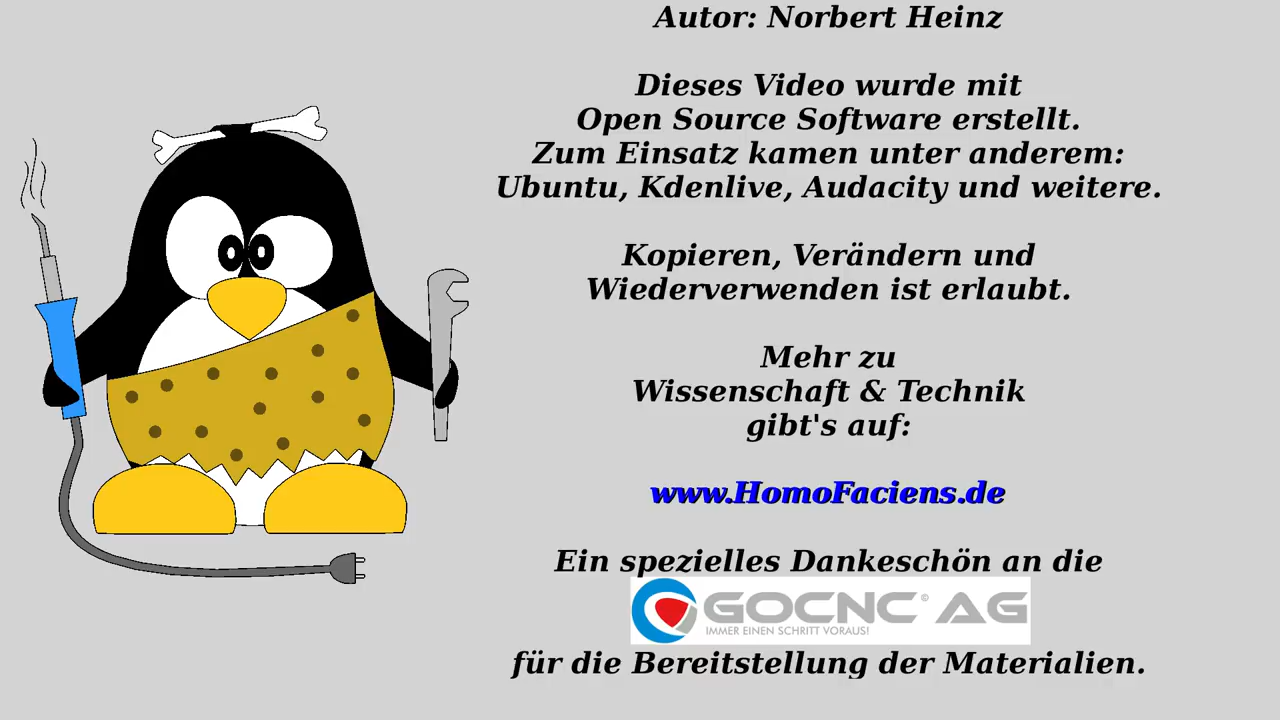 Autor: Norbert Heinz
Dieses Video wurde mit
Open Source Software erstellt.
Zum Einsatz kamen unter anderem:
Ubuntu, Kdenlive, Audacity und weitere.
Kopieren, Verändern und
Wiederverwenden ist erlaubt.
Mehr zu
Wissenschaft & Technik
gibt's auf:
www.HomoFaciens.de
Ein spezielles Dankeschön an die
GOCNC® AG
IMMER EINEN SCHRITT VORAUS!
für die Bereitstellung der Materialien.